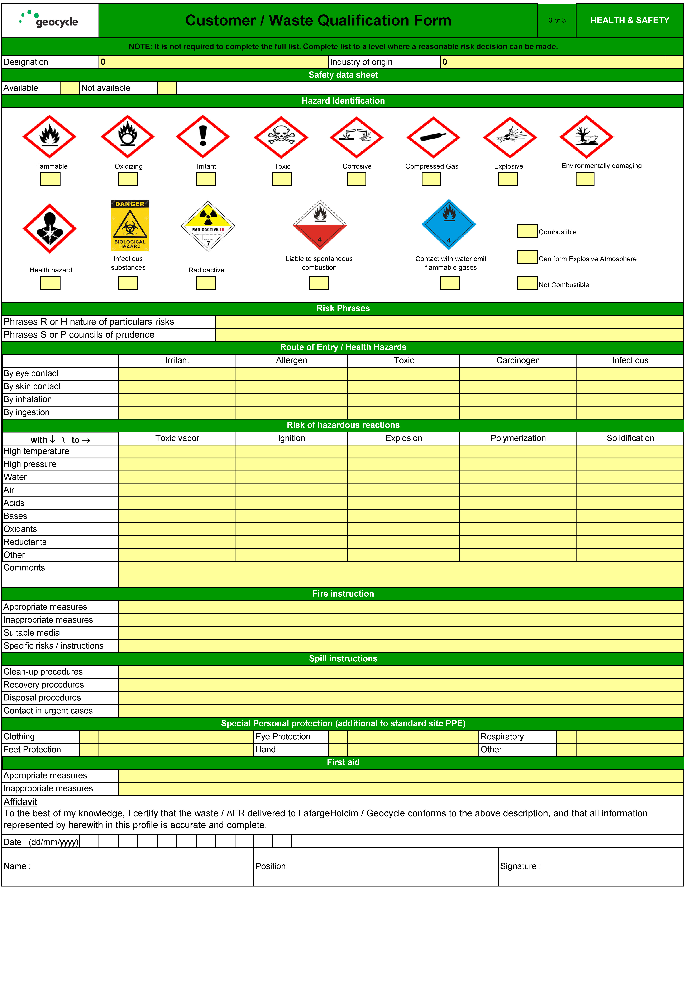 geocycle
Customer / Waste Qualification Form
3 of 3
HEALTH & SAFETY
NOTE: It is not required to complete the full list. Complete list to a level where a reasonable risk decision can be made.
Designation 0 Industry of origin 0
Safety data sheet
Available Not available
Hazard Identification
Flammable Oxidizing Irritant Toxic Corrosive Compressed Gas Explosive Environmentally damaging
DANGER
BIOLOGICAL
HAZARD
RADIOACTIVE III
7
4
4
Combustible
Can form Explosive Atmosphere
Not Combustible
Health hazard
Infectious
substances
Radioactive
Liable to spontaneous
combustion
Contact with water emit
flammable gases
Risk Phrases
Phrases R or H nature of particulars risks
Phrases S or P councils of prudence
Route of Entry / Health Hazards
Irritant Allergen Toxic Carcinogen Infectious
By eye contact
By skin contact
By inhalation
By ingestion
Risk of hazardous reactions
with ↓ \ to → Toxic vapor Ignition Explosion Polymerization Solidification
High temperature
High pressure
Water
Air
Acids
Bases
Oxidants
Reductants
Other
Comments
Fire instruction
Appropriate measures
Inappropriate measures
Suitable media
Specific risks / instructions
Spill instructions
Clean-up procedures
Recovery procedures
Disposal procedures
Contact in urgent cases
Special Personal protection (additional to standard site PPE)
Clothing Eye Protection Respiratory
Feet Protection Hand Other
First aid
Appropriate measures
Inappropriate measures
Affidavit
To the best of my knowledge, I certify that the waste / AFR delivered to LafargeHolcim / Geocycle conforms to the above description, and that all information
represented by herewith in this profile is accurate and complete.
Date : (dd/mm/yyyy)
Name : Position: Signature :